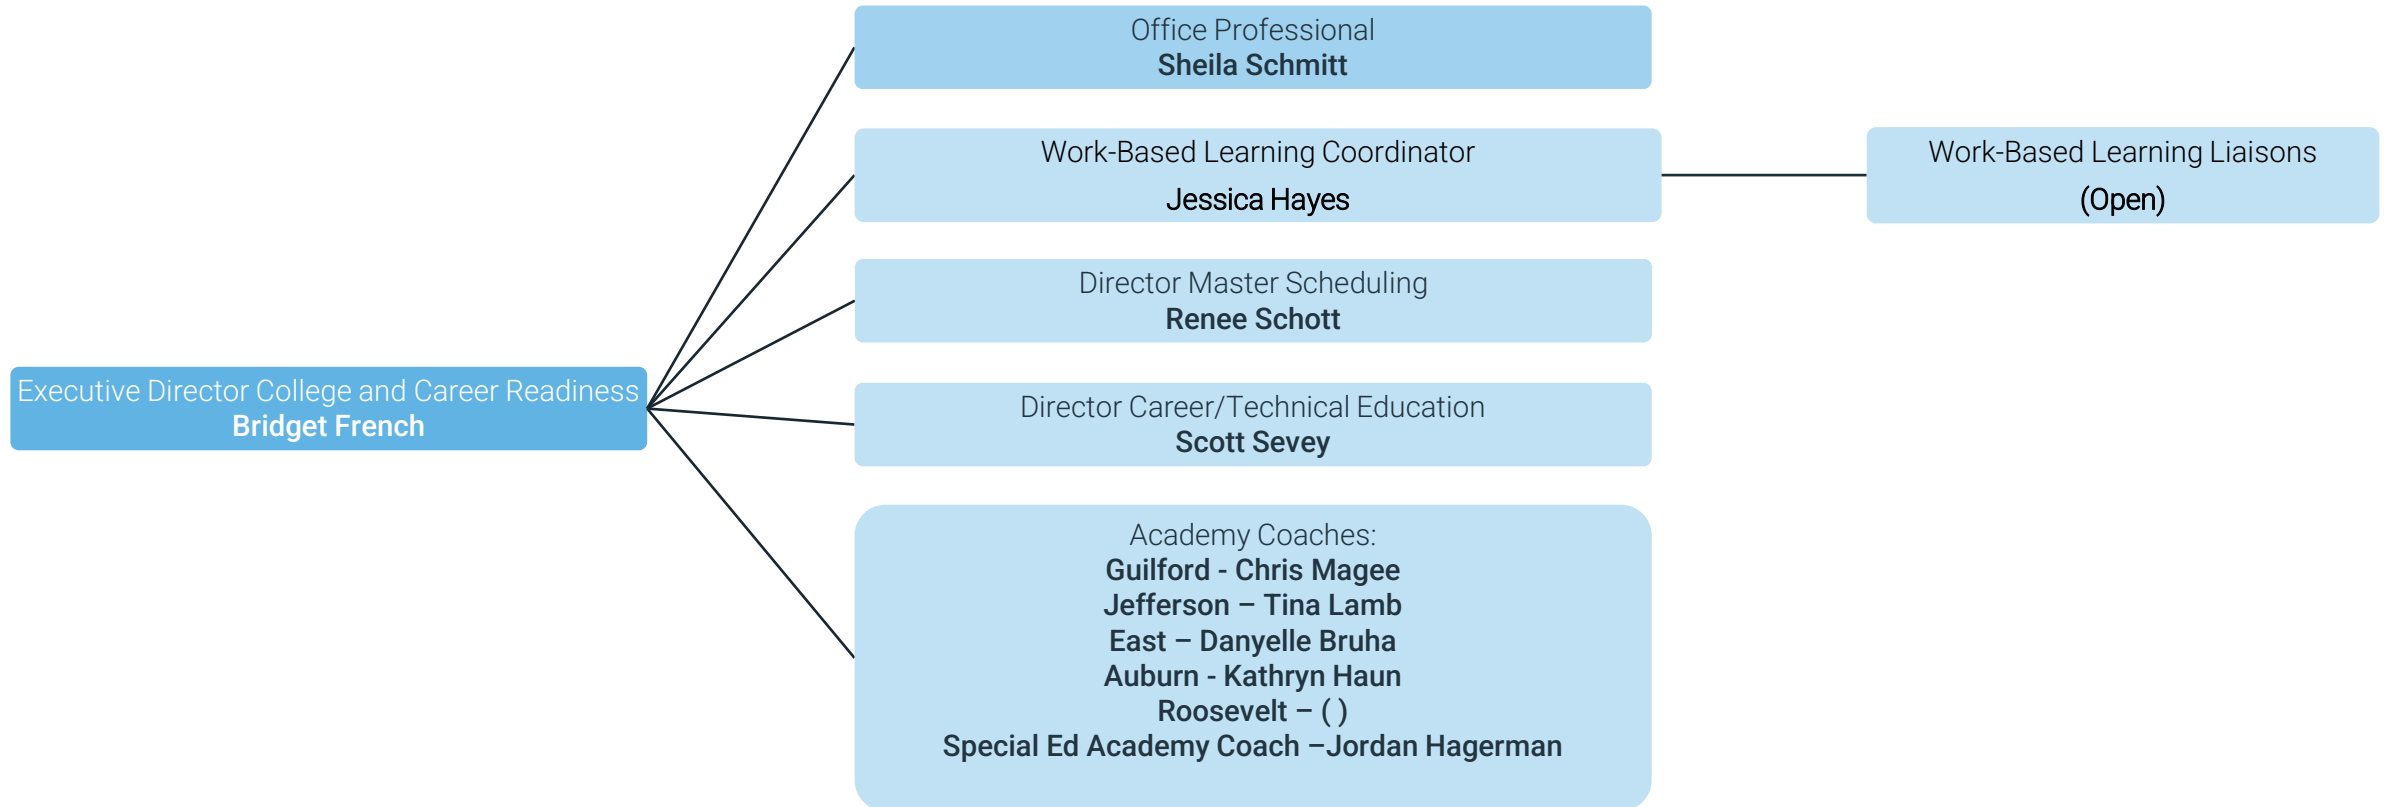 Office Professional
Sheila Schmitt
Work-Based Learning Coordinator
Jessica Hayes
Work-Based Learning Liaisons
(Open)
Director Master Scheduling
Renee Schott
Executive Director College and Career Readiness
Bridget French
Director Career/Technical Education
Scott Sevey
Academy Coaches:
Guilford - Chris Magee
Jefferson – Tina Lamb
East – Danyelle Bruha
Auburn - Kathryn Haun
Roosevelt – ( )
Special Ed Academy Coach –Jordan Hagerman